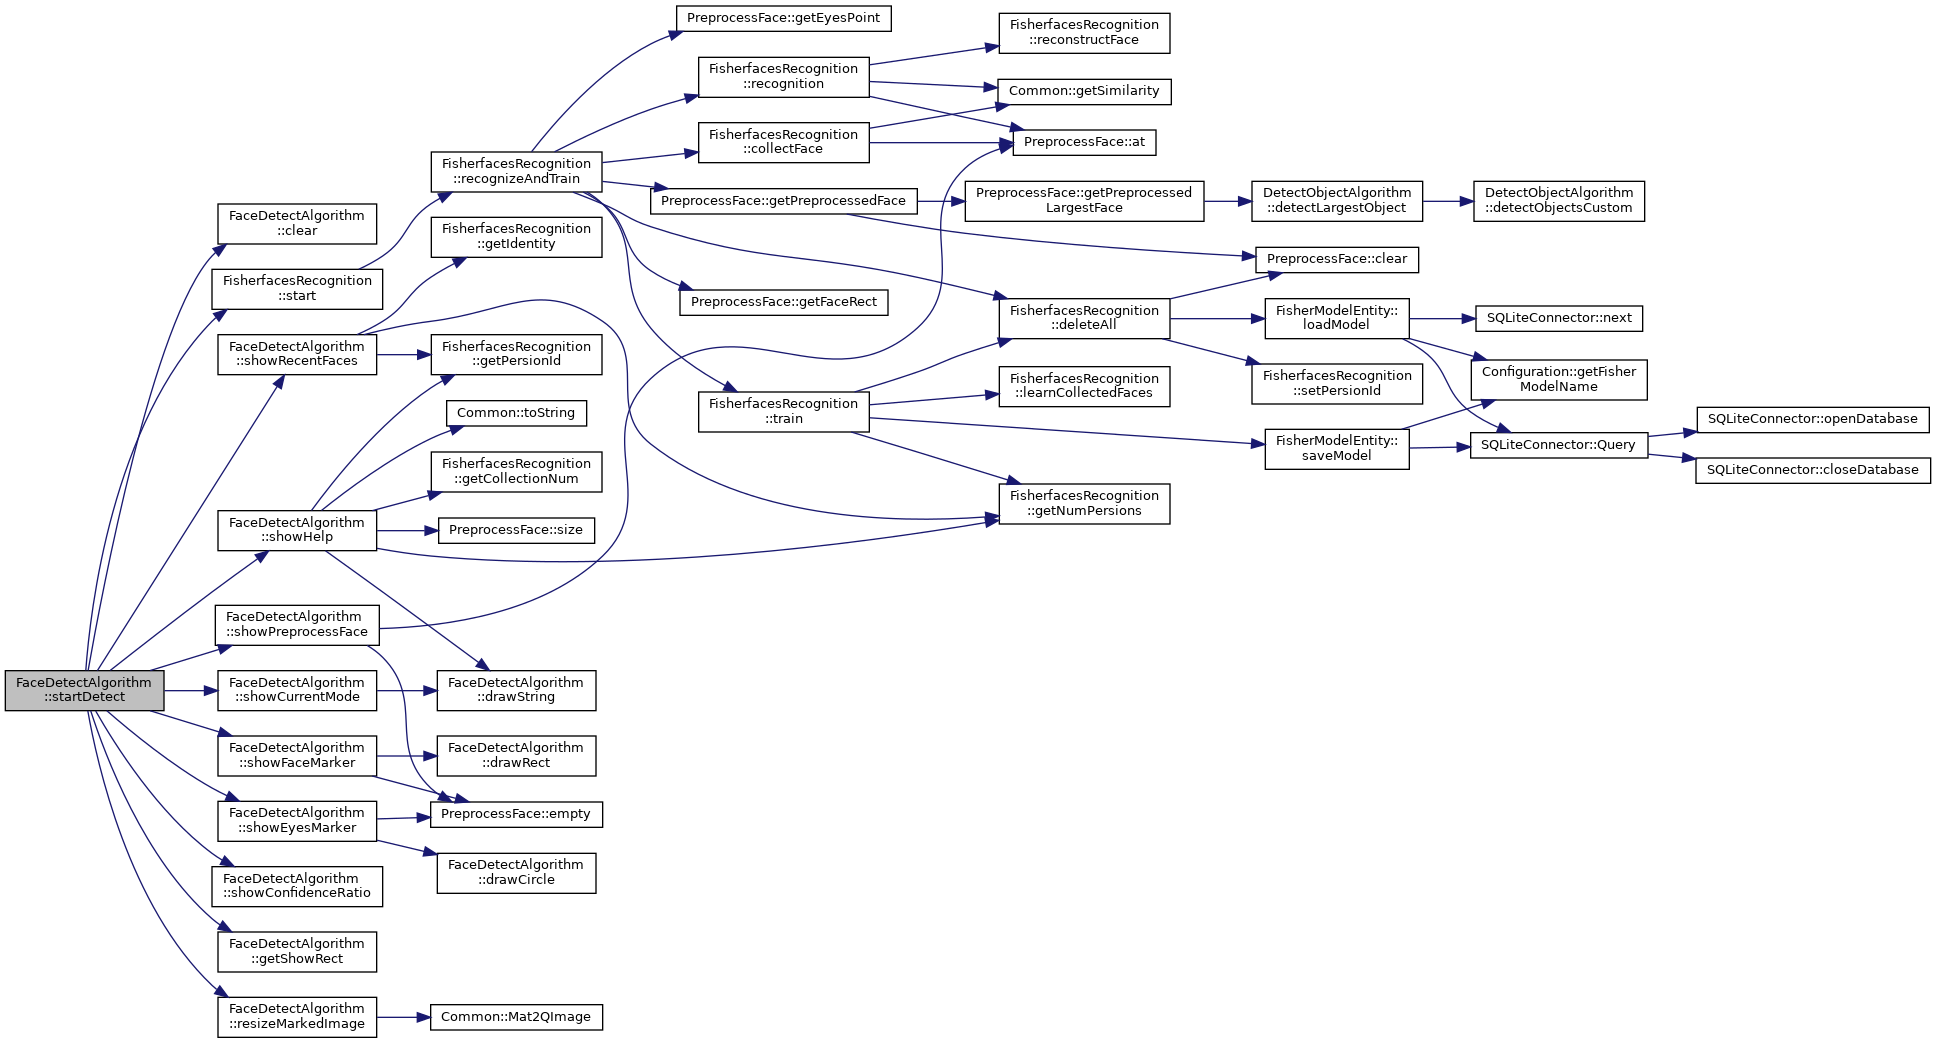 FaceDetectAlgorithm
::startDetect
FaceDetectAlgorithm
::clear
FisherfacesRecognition
::start
FaceDetectAlgorithm
::showRecentFaces
FaceDetectAlgorithm
::showHelp
FaceDetectAlgorithm
::showPreprocessFace
FaceDetectAlgorithm
::showCurrentMode
FaceDetectAlgorithm
::showFaceMarker
FaceDetectAlgorithm
::showEyesMarker
FaceDetectAlgorithm
::showConfidenceRatio
FaceDetectAlgorithm
::getShowRect
FaceDetectAlgorithm
::resizeMarkedImage
FisherfacesRecognition
::recognizeAndTrain
FisherfacesRecognition
::getIdentity
FisherfacesRecognition
::getPersionId
Common::toString
FisherfacesRecognition
::getCollectionNum
PreprocessFace::size
FaceDetectAlgorithm
::drawString
FaceDetectAlgorithm
::drawRect
PreprocessFace::empty
FaceDetectAlgorithm
::drawCircle
Common::Mat2QImage
PreprocessFace::getEyesPoint
FisherfacesRecognition
::recognition
FisherfacesRecognition
::collectFace
PreprocessFace::getPreprocessedFace
PreprocessFace::getFaceRect
FisherfacesRecognition
::train
FisherfacesRecognition
::reconstructFace
Common::getSimilarity
PreprocessFace::at
PreprocessFace::getPreprocessed
LargestFace
FisherfacesRecognition
::deleteAll
FisherfacesRecognition
::learnCollectedFaces
FisherfacesRecognition
::getNumPersions
DetectObjectAlgorithm
::detectLargestObject
PreprocessFace::clear
FisherModelEntity::
loadModel
FisherfacesRecognition
::setPersionId
FisherModelEntity::
saveModel
DetectObjectAlgorithm
::detectObjectsCustom
SQLiteConnector::next
Configuration::getFisher
ModelName
SQLiteConnector::Query
SQLiteConnector::openDatabase
SQLiteConnector::closeDatabase